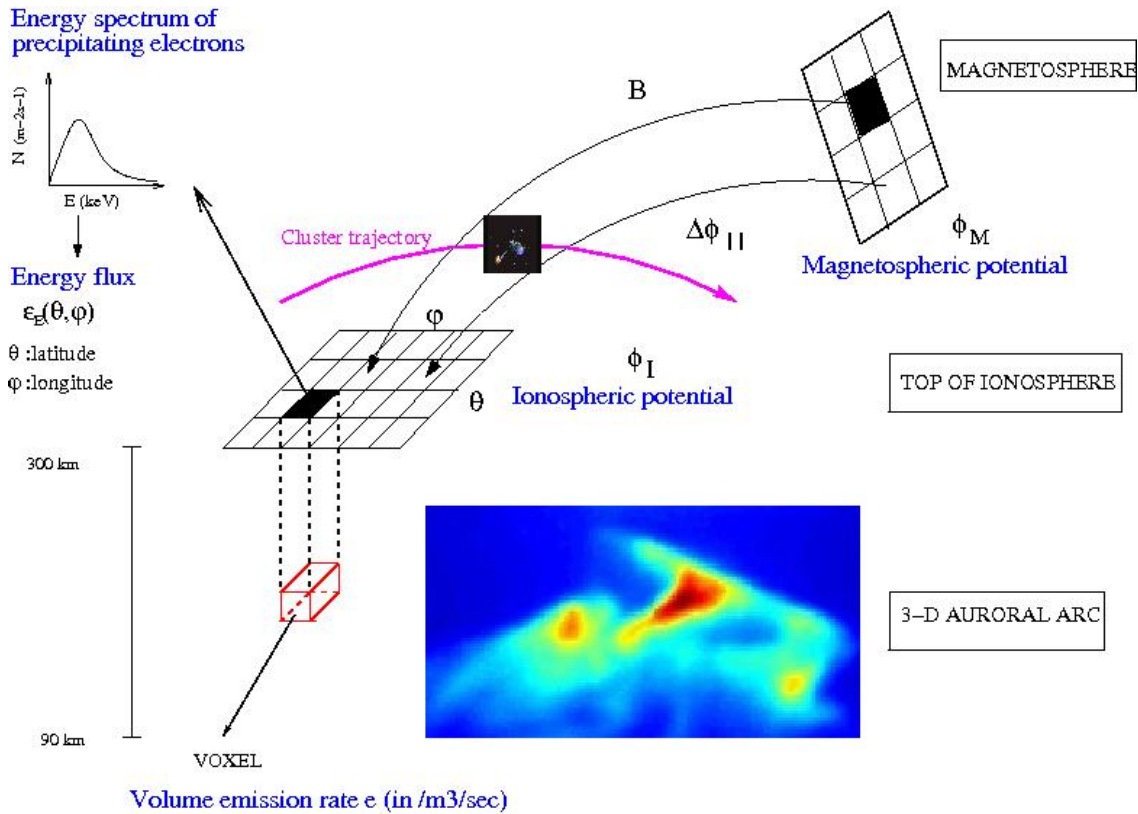 Energy spectrum of
precipitating electrons
N (m-2s-1)
E (keV)
Energy flux
εE(θ,φ)
θ :latitude
φ :longitude
Cluster trajectory
B
Δϕ||
ϕM
Magnetospheric potential
MAGNETOSPHERE
φ
θ
ϕI
Ionospheric potential
TOP OF IONOSPHERE
300 km
90 km
VOXEL
3-D AURORAL ARC
Volume emission rate e (in /m3/sec)